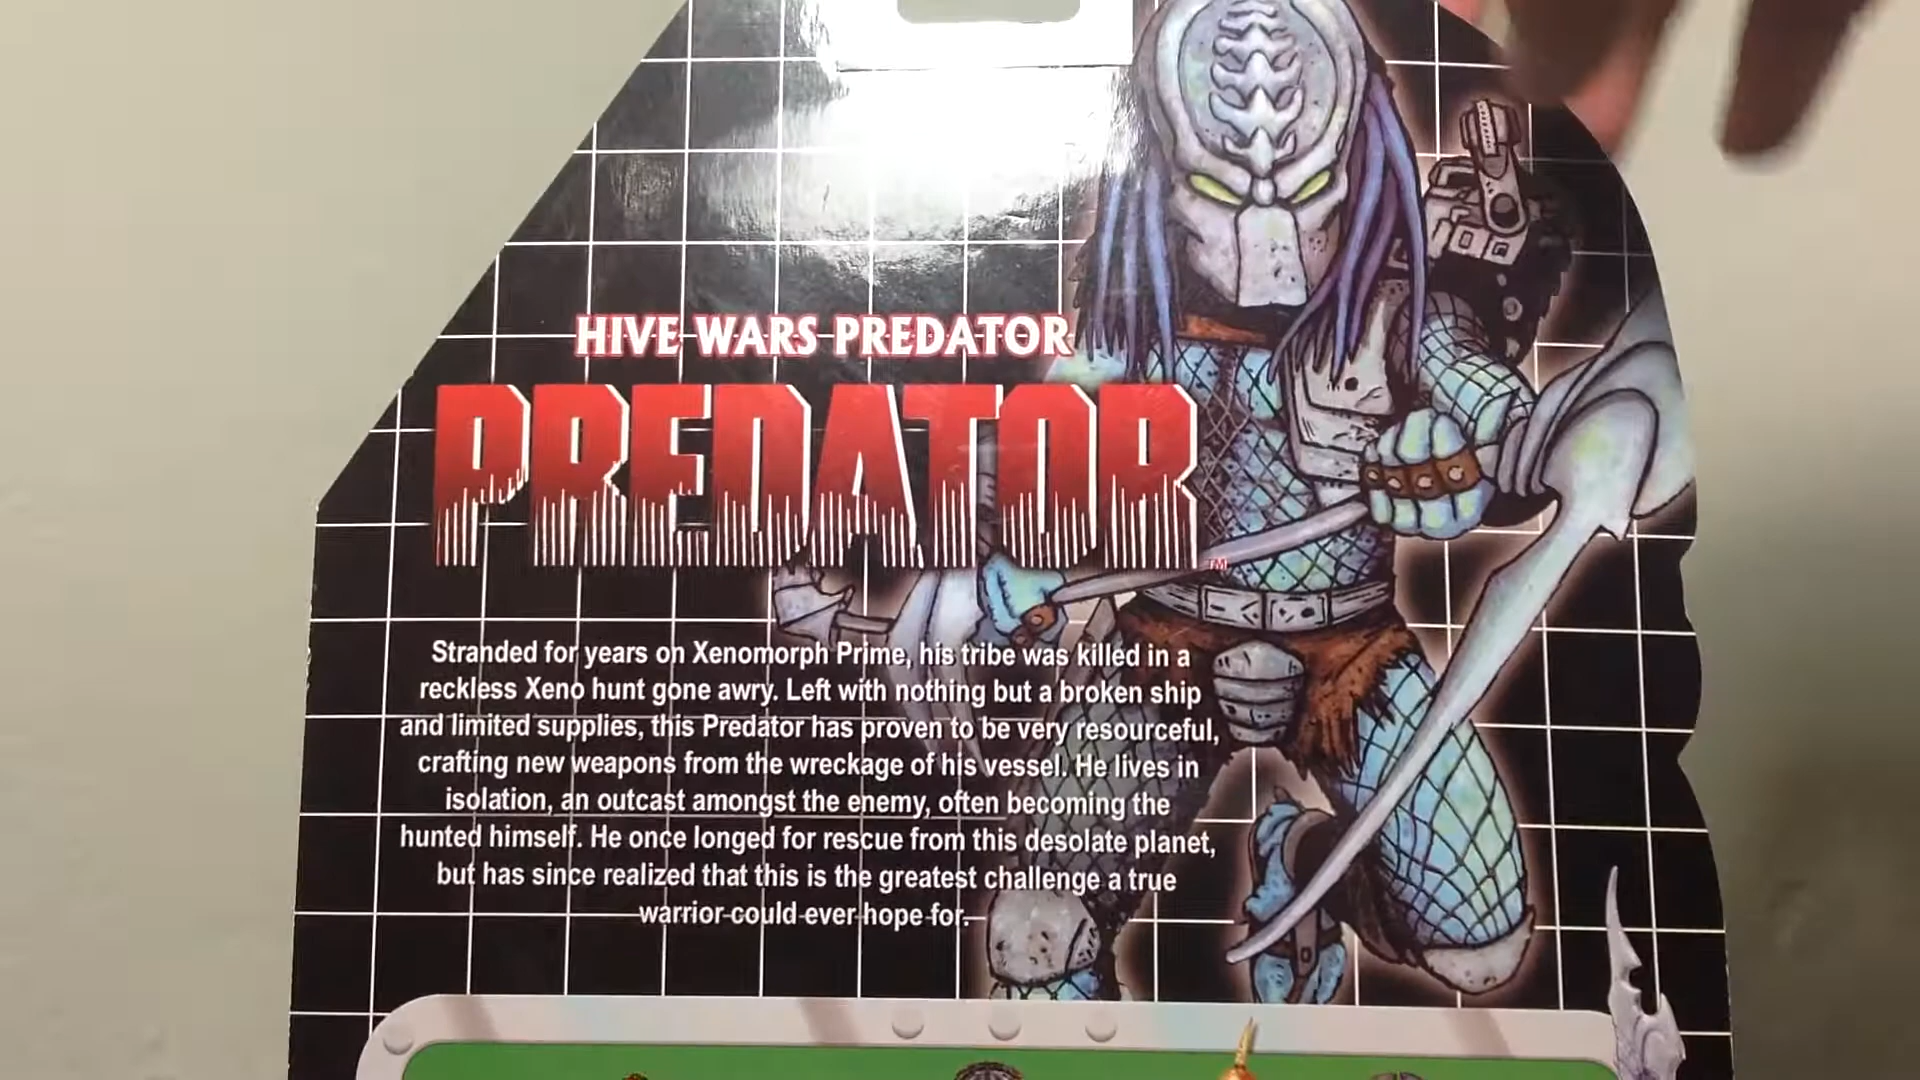 HIVE WARS PREDATOR
PREDATOR™
Stranded for years on Xenomorph Prime, his tribe was killed in a
reckless Xeno hunt gone awry. Left with nothing but a broken ship
and limited supplies, this Predator has proven to be very resourceful,
crafting new weapons from the wreckage of his vessel. He lives in
isolation, an outcast amongst the enemy, often becoming the
hunted himself. He once longed for rescue from this desolate planet,
but has since realized that this is the greatest challenge a true
warrior could ever hope for.